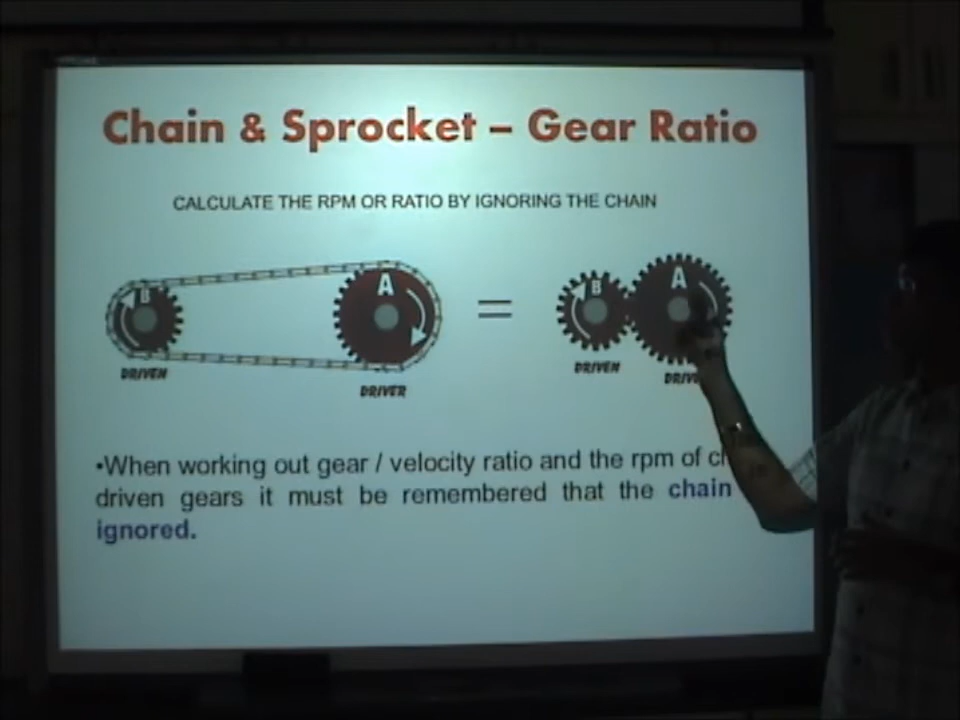 Chain & Sprocket – Gear Ratio
CALCULATE THE RPM OR RATIO BY IGNORING THE CHAIN
B
A
=
B
A
DRIVEN
DRIVER
DRIVEN
•When working out gear / velocity ratio and the rpm of
driven gears it must be remembered that the chain
ignored.